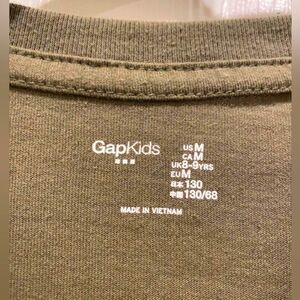 GapKids
US M
CA M
UK 8-9YRS
EU M
日本 130
中国 130/68
MADE IN VIETNAM